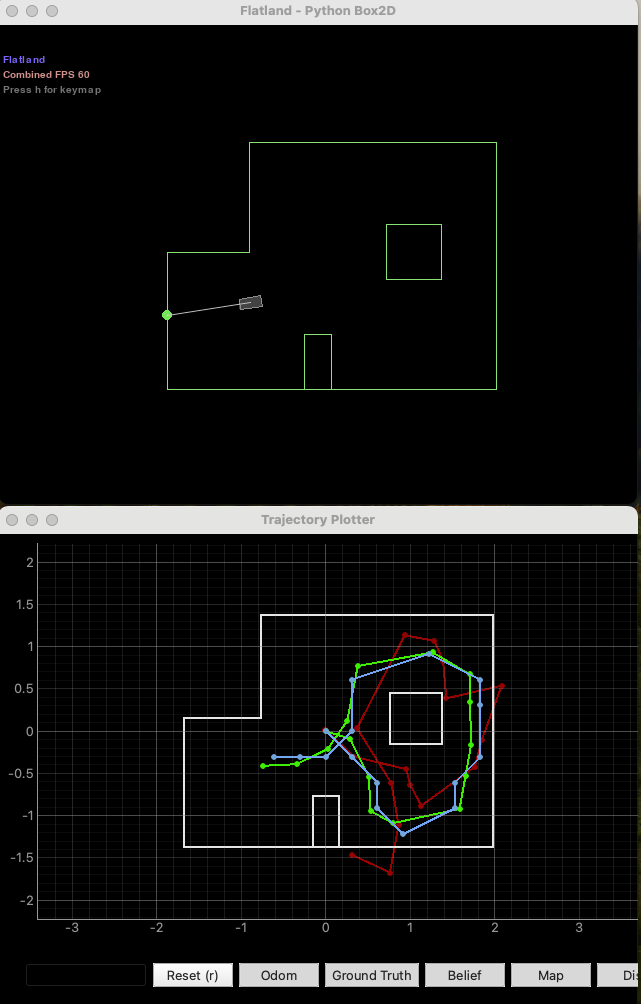 Flatland - Python Box2D
Flatland
Combined FPS 60
Press h for keymap
Trajectory Plotter
2
1.5
1
0.5
0
-0.5
-1
-1.5
-2
-3 -2 -1 0 1 2 3
Reset (r) Odom Ground Truth Belief Map Dis